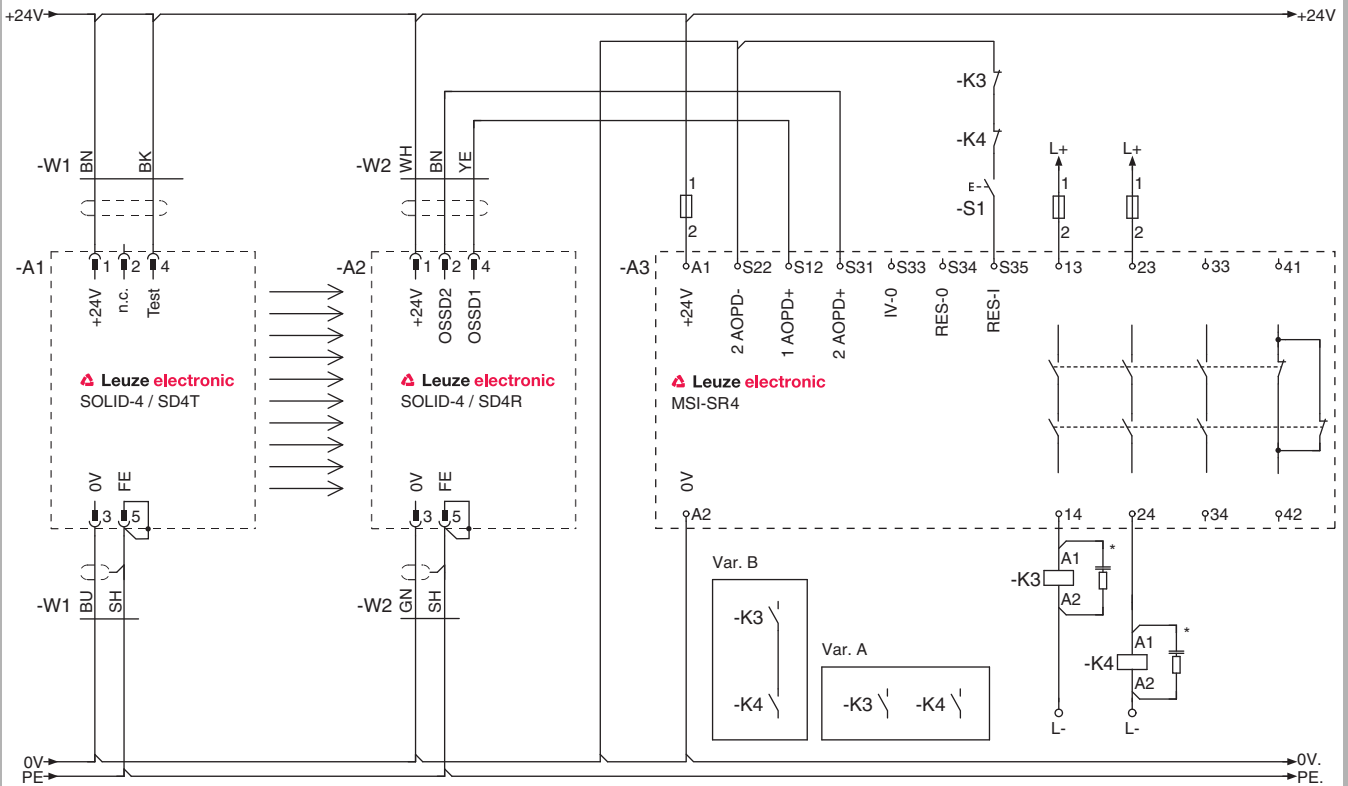 +24V +24V
-K3
-K4
L+ L+
-W1 BN BK -W2 WH BN YE
E--
-S1
1 1 1
2 2 2
-A1 1 2 4 -A2 1 2 4 -A3 A1 S22 S12 S31 S33 S34 S35 13 23 33 41
+24V n.c. Test +24V OSSD2 OSSD1 +24V 2 AOPD- 1 AOPD+ 2 AOPD+ IV-0 RES-0 RES-I
Leuze electronic
SOLID-4 / SD4T
Leuze electronic
SOLID-4 / SD4R
Leuze electronic
MSI-SR4
0V FE 0V FE 0V
3 5 3 5 A2 14 24 34 42
Var. B
-K3
-K4
Var. A
-K3 -K4
-K3 A1 *
A2
-K4 A1 *
A2
L- L-
-W1 BU SH -W2 GN SH
0V 0V.
PE PE.